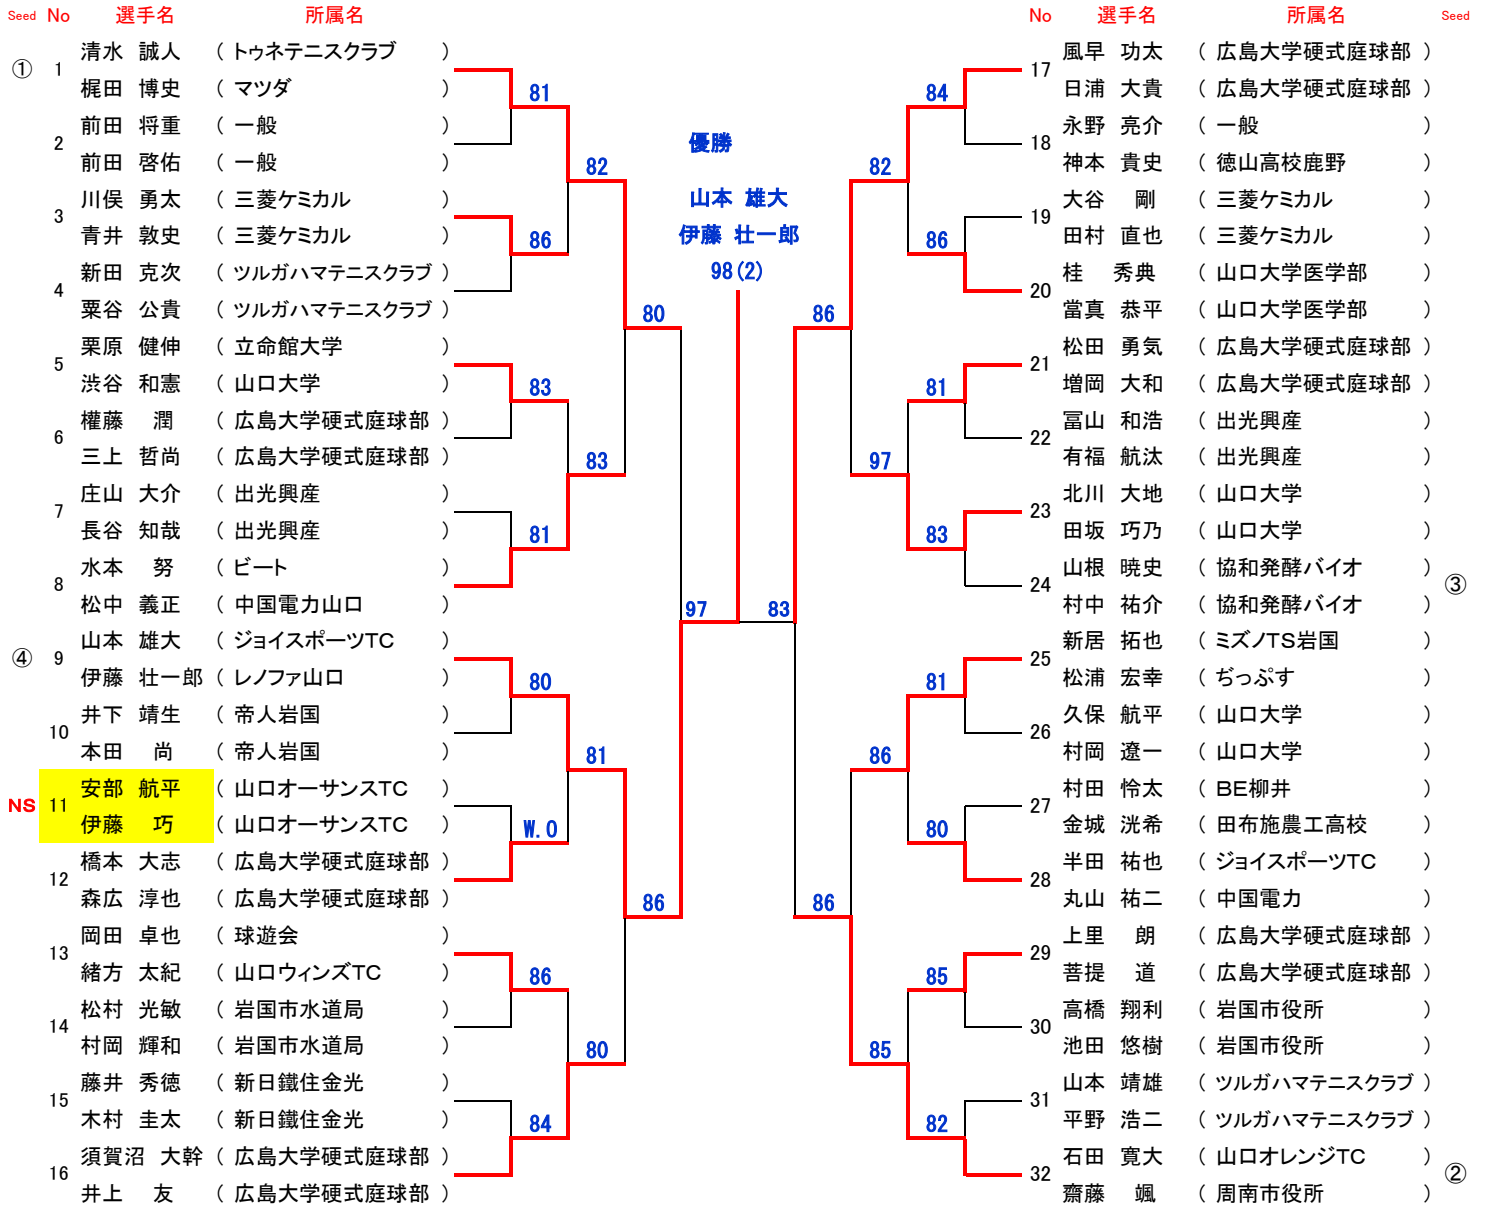 Seed No 選手名 所属名
① 1 清水 誠人 ( トゥネテニスクラブ )
梶田 博史 ( マツダ )
2 前田 将重 ( 一般 )
前田 啓佑 ( 一般 )
3 川俣 勇太 ( 三菱ケミカル )
青井 敦史 ( 三菱ケミカル )
4 新田 克次 ( ツルガハマテニスクラブ )
粟谷 公貴 ( ツルガハマテニスクラブ )
5 栗原 健伸 ( 立命館大学 )
渋谷 和憲 ( 山口大学 )
6 權藤 潤 ( 広島大学硬式庭球部 )
三上 哲尚 ( 広島大学硬式庭球部 )
7 庄山 大介 ( 出光興産 )
長谷 知哉 ( 出光興産 )
8 水本 努 ( ビート )
松中 義正 ( 中国電力山口 )
④ 9 山本 雄大 ( ジョイスポーツTC )
伊藤 壮一郎 ( レノファ山口 )
10 井下 靖生 ( 帝人岩国 )
本田 尚 ( 帝人岩国 )
NS 11 安部 航平 ( 山口オーサンスTC )
伊藤 巧 ( 山口オーサンスTC )
12 橋本 大志 ( 広島大学硬式庭球部 )
森広 淳也 ( 広島大学硬式庭球部 )
13 岡田 卓也 ( 球遊会 )
緒方 太紀 ( 山口ウィンズTC )
14 松村 光敏 ( 岩国市水道局 )
村岡 輝和 ( 岩国市水道局 )
15 藤井 秀徳 ( 新日鐵住金光 )
木村 圭太 ( 新日鐵住金光 )
16 須賀沼 大幹 ( 広島大学硬式庭球部 )
井上 友 ( 広島大学硬式庭球部 )
81
86
83
81
80
W.O
86
84
82
83
81
80
80
86
97
優勝
山本 雄大
伊藤 壮一郎
98(2)
83
86
86
82
97
86
85
84
86
81
83
81
80
85
82
No 選手名 所属名 Seed
17 風早 功太 ( 広島大学硬式庭球部 )
日浦 大貴 ( 広島大学硬式庭球部 )
18 永野 亮介 ( 一般 )
神本 貴史 ( 徳山高校鹿野 )
19 大谷 剛 ( 三菱ケミカル )
田村 直也 ( 三菱ケミカル )
20 桂 秀典 ( 山口大学医学部 )
當真 恭平 ( 山口大学医学部 )
21 松田 勇気 ( 広島大学硬式庭球部 )
増岡 大和 ( 広島大学硬式庭球部 )
22 冨山 和浩 ( 出光興産 )
有福 航汰 ( 出光興産 )
23 北川 大地 ( 山口大学 )
田坂 巧乃 ( 山口大学 )
24 山根 暁史 ( 協和発酵バイオ ) ③
村中 祐介 ( 協和発酵バイオ )
25 新居 拓也 ( ミズノTS岩国 )
松浦 宏幸 ( ぢっぷす )
26 久保 航平 ( 山口大学 )
村岡 遼一 ( 山口大学 )
27 村田 怜太 ( BE柳井 )
金城 洸希 ( 田布施農工高校 )
28 半田 祐也 ( ジョイスポーツTC )
丸山 祐二 ( 中国電力 )
29 上里 朗 ( 広島大学硬式庭球部 )
菩提 道 ( 広島大学硬式庭球部 )
30 高橋 翔利 ( 岩国市役所 )
池田 悠樹 ( 岩国市役所 )
31 山本 靖雄 ( ツルガハマテニスクラブ )
平野 浩二 ( ツルガハマテニスクラブ )
32 石田 寛大 ( 山口オレンジTC ) ②
齋藤 颯 ( 周南市役所 )